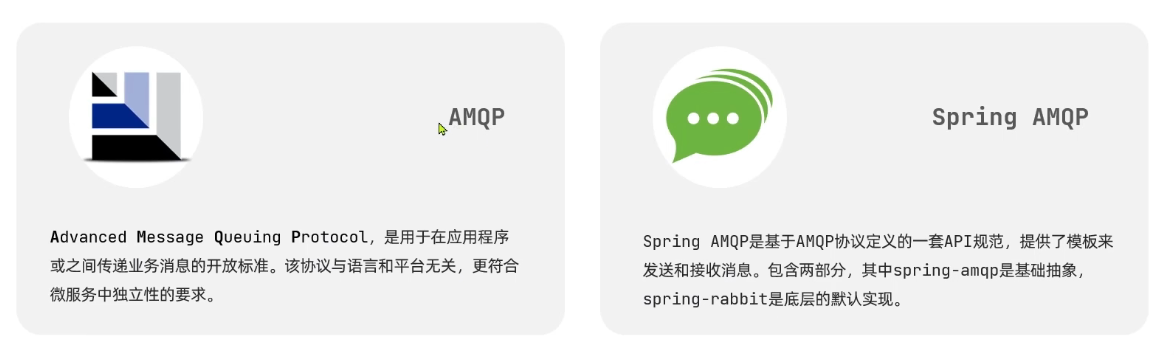 AMQP
Advanced Message Queuing Protocol，是用于在应用程序
或之间传递业务消息的开放标准。该协议与语言和平台无关，更符合
微服务中独立性的要求。
Spring AMQP
Spring AMQP是基于AMQP协议定义的一套API规范，提供了模板来
发送和接收消息。包含两部分，其中spring-amqp是基础抽象，
spring-rabbit是底层的默认实现。